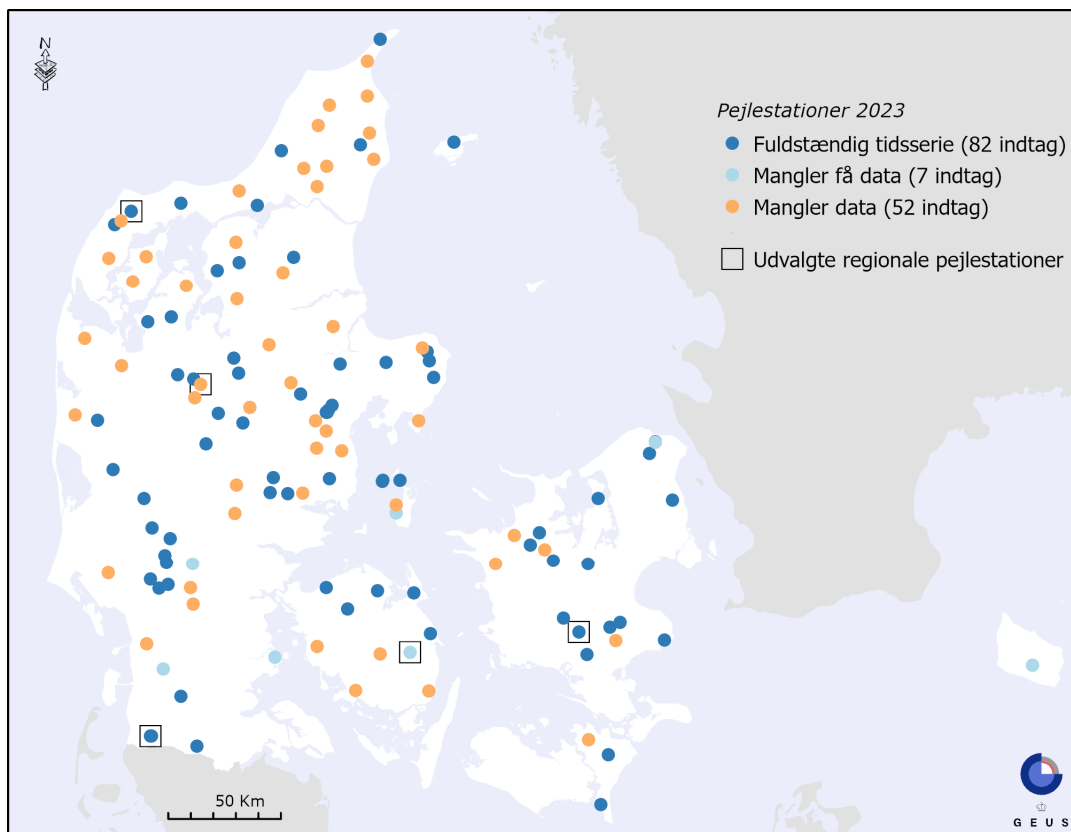 N
Pejlestationer 2023
Fuldstændig tidsserie (82 indtag)
Mangler få data (7 indtag)
Mangler data (52 indtag)
Udvalgte regionale pejlestationer
50 Km
G E U S